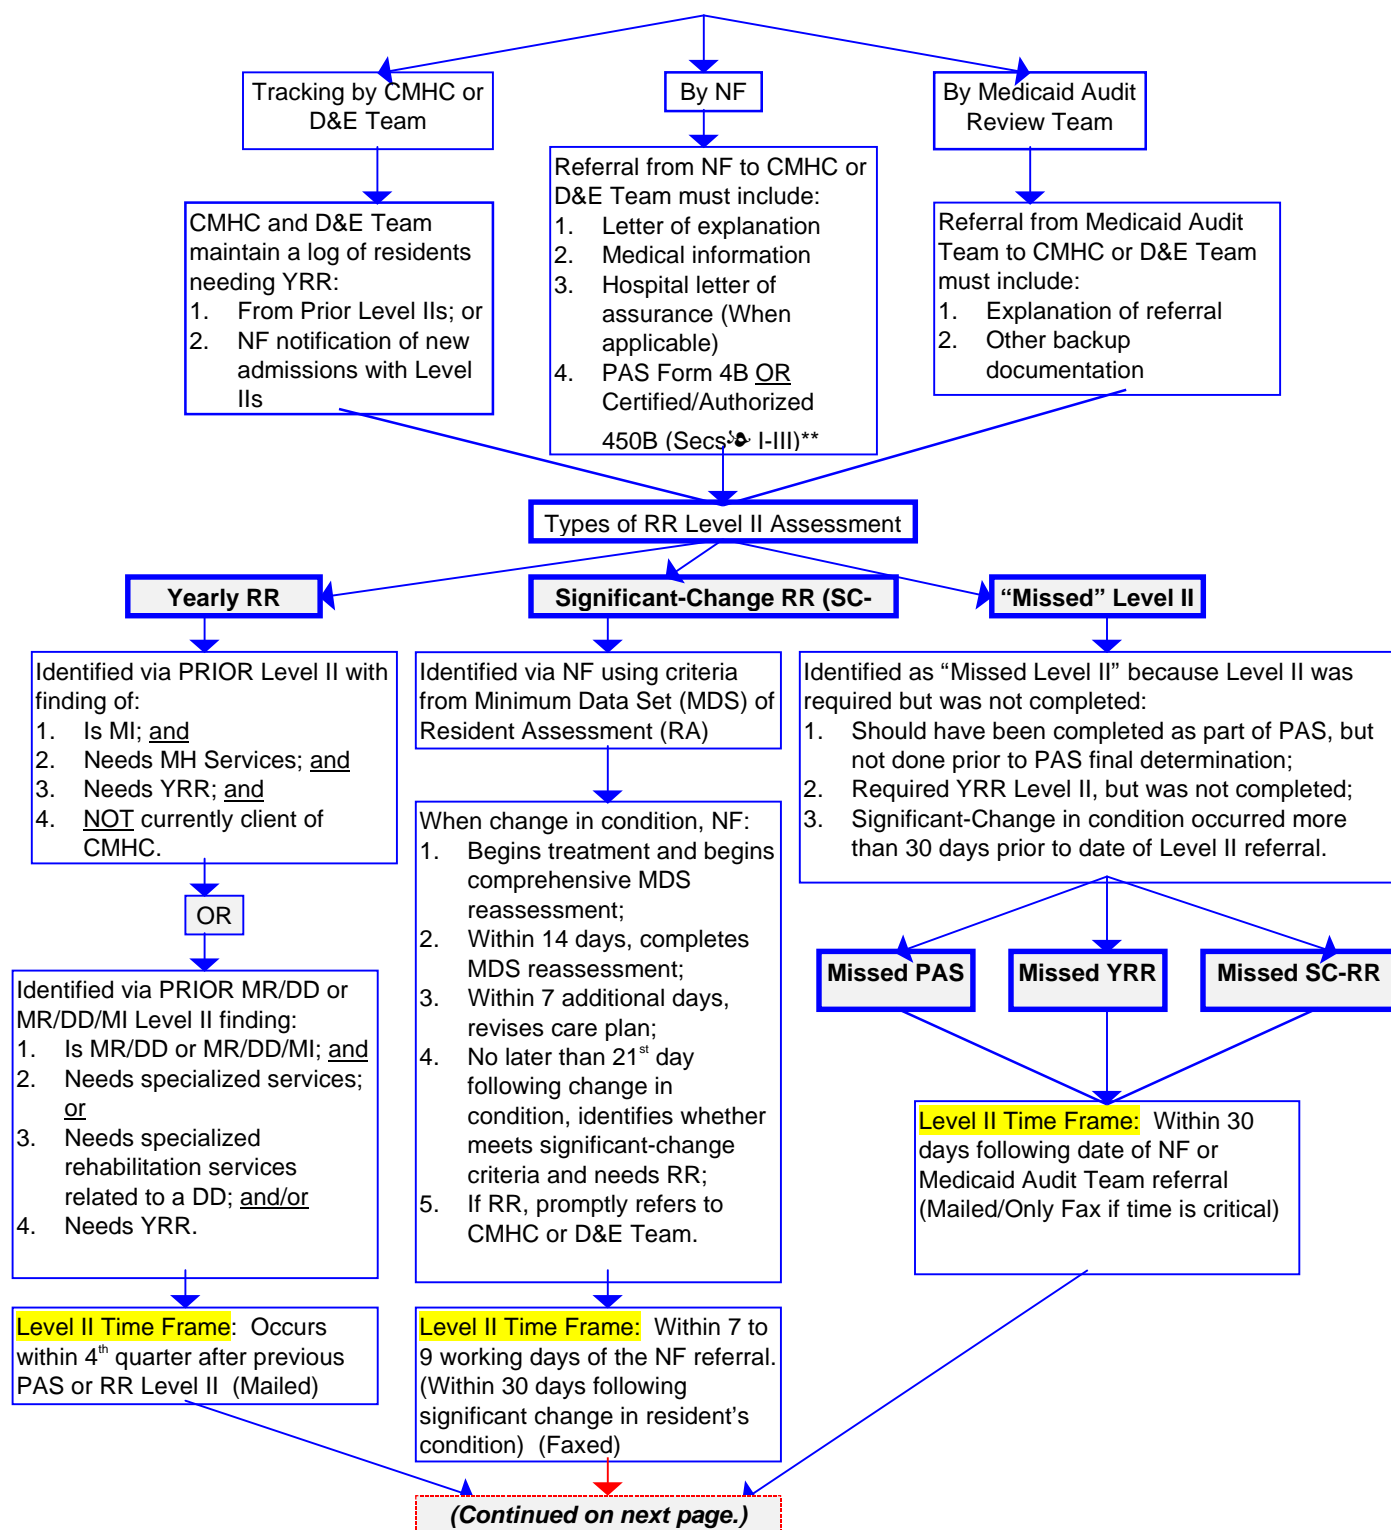 Tracking by CMHC or
D&E Team
By NF
By Medicaid Audit
Review Team
CMHC and D&E Team
maintain a log of residents
needing YRR:
1. From Prior Level IIs; or
2. NF notification of new
admissions with Level
IIs
Referral from NF to CMHC or
D&E Team must include:
1. Letter of explanation
2. Medical information
3. Hospital letter of
assurance (When
applicable)
4. PAS Form 4B OR
Certified/Authorized
450B (Secs I-III)**
Referral from Medicaid Audit
Team to CMHC or D&E Team
must include:
1. Explanation of referral
2. Other backup
documentation
Types of RR Level II Assessment
Yearly RR
Significant-Change RR (SC-
“Missed” Level II
Identified via PRIOR Level II with
finding of:
1. Is MI; and
2. Needs MH Services; and
3. Needs YRR; and
4. NOT currently client of
CMHC.
OR
Identified via PRIOR MR/DD or
MR/DD/MI Level II finding:
1. Is MR/DD or MR/DD/MI; and
2. Needs specialized services;
or
3. Needs specialized
rehabilitation services
related to a DD; and/or
4. Needs YRR.
Level II Time Frame: Occurs
within 4th quarter after previous
PAS or RR Level II (Mailed)
Identified via NF using criteria
from Minimum Data Set (MDS) of
Resident Assessment (RA)
When change in condition, NF:
1. Begins treatment and begins
comprehensive MDS
reassessment;
2. Within 14 days, completes
MDS reassessment;
3. Within 7 additional days,
revises care plan;
4. No later than 21st day
following change in
condition, identifies whether
meets significant-change
criteria and needs RR;
5. If RR, promptly refers to
CMHC or D&E Team.
Level II Time Frame: Within 7 to
9 working days of the NF referral.
(Within 30 days following
significant change in resident’s
condition) (Faxed)
Identified as “Missed Level II” because Level II was
required but was not completed:
1. Should have been completed as part of PAS, but
not done prior to PAS final determination;
2. Required YRR Level II, but was not completed;
3. Significant-Change in condition occurred more
than 30 days prior to date of Level II referral.
Missed PAS
Missed YRR
Missed SC-RR
Level II Time Frame: Within 30
days following date of NF or
Medicaid Audit Team referral
(Mailed/Only Fax if time is critical)
(Continued on next page.)